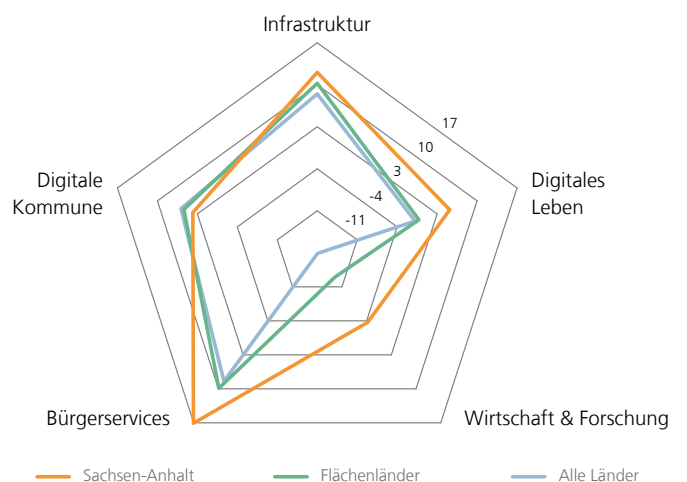 Infrastruktur
17
10
3
-4
-11
Digitale
Kommune
Digitales
Leben
Bürgerservices
Wirtschaft & Forschung
Sachsen-Anhalt
Flächenländer
Alle Länder